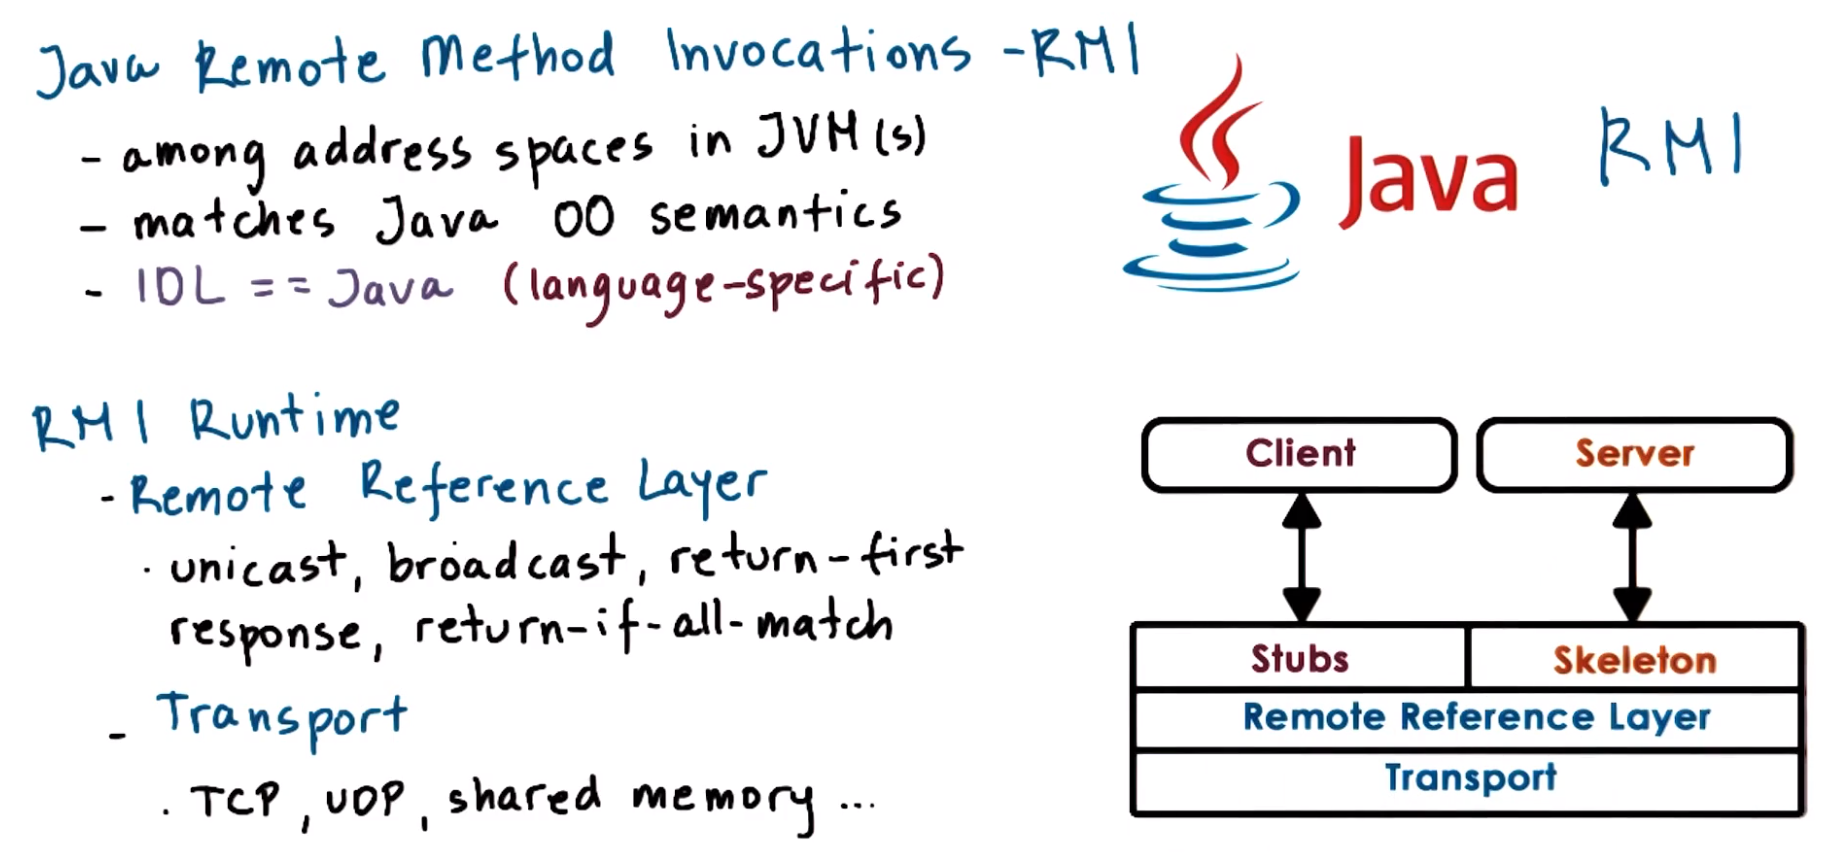 Java Remote Method Invocations - RMI
- among address spaces in JVM(s)
- matches Java OO semantics
- IDL == Java (language-specific)
Java RMI
RMI Runtime
- Remote Reference Layer
· unicast, broadcast, return-first
response, return-if-all-match
- Transport
· TCP, UDP, shared memory ...
Client Server
Stubs Skeleton
Remote Reference Layer
Transport